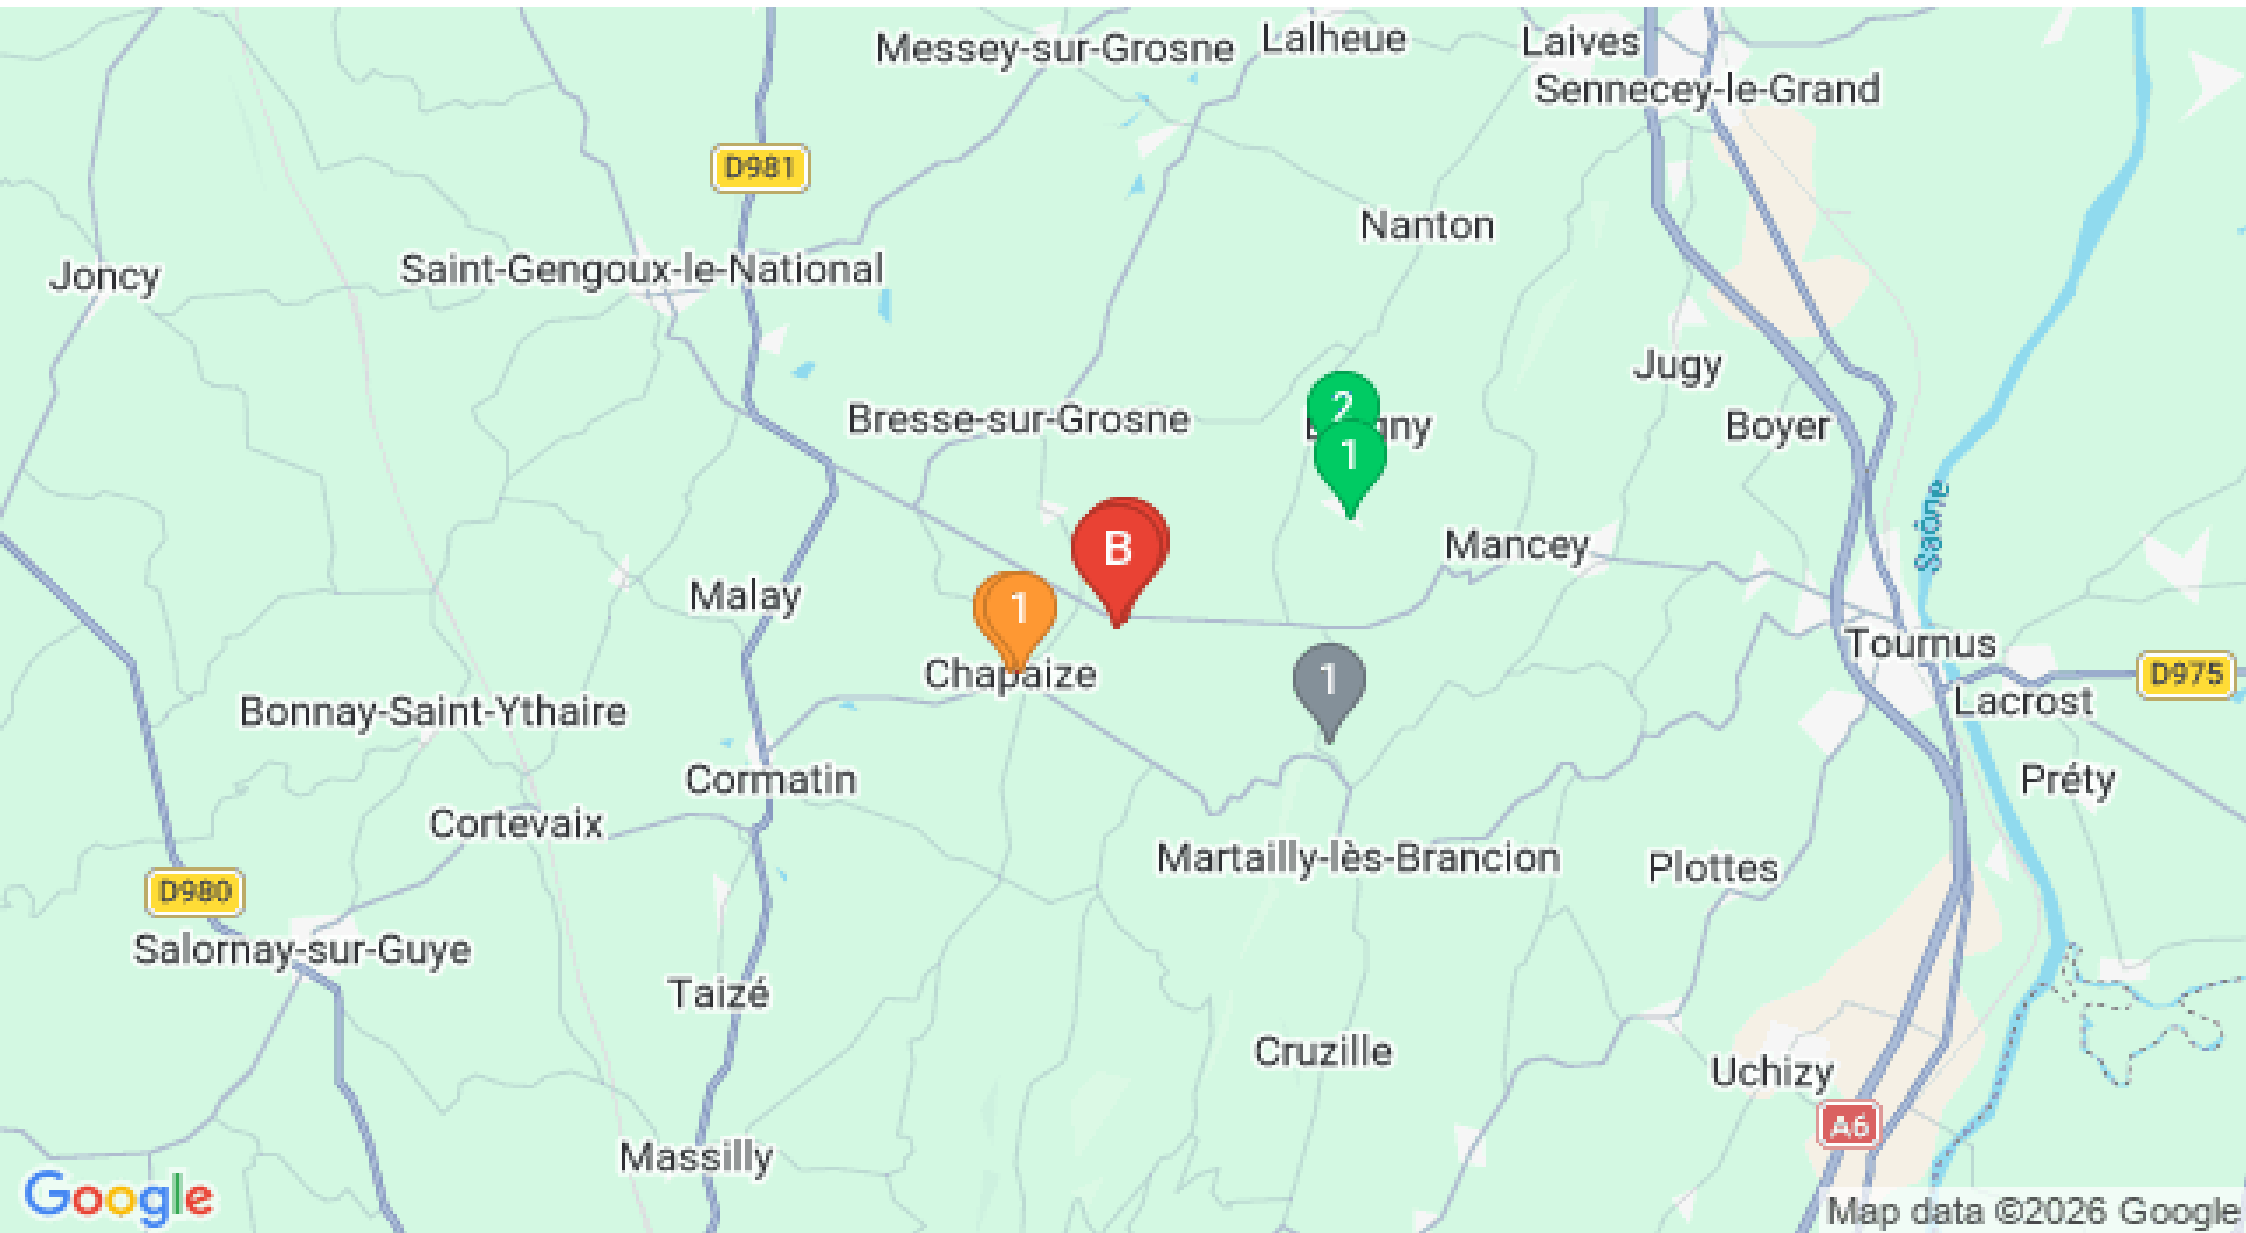 Messey-sur-Grosne
Lalheue
Laives
Sennecey-le-Grand
D981
Nanton
Joncy
Saint-Gengoux-le-National
Jugy
Bresse-sur-Grosne
2
gny
Boyer
1
Saône
B
Mancey
Malay
1
Tournus
Chapaize
1
D975
Lacrost
Bonnay-Saint-Ythaire
Cormatin
Préty
Cortevaix
Martailly-lès-Brancion
Plottes
D980
Salornay-sur-Guye
Taizé
Cruzille
Uchizy
A6
Massilly
Google
Map data ©2026 Google